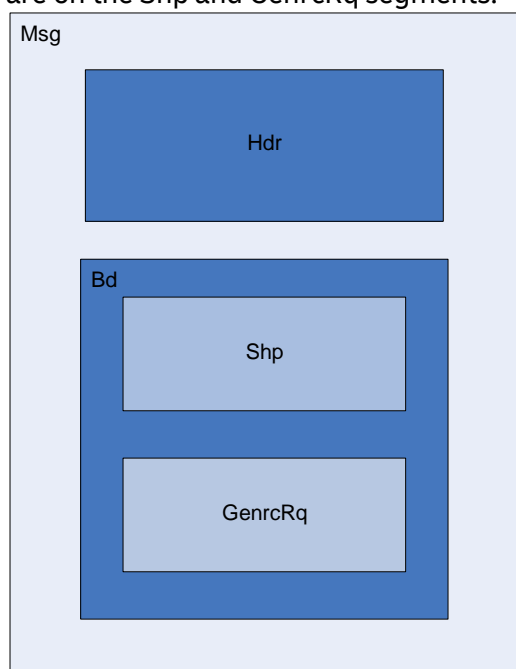 are on the Shp and GenrcRq segments.
Msg
Hdr
Bd
Shp
GenrcRq